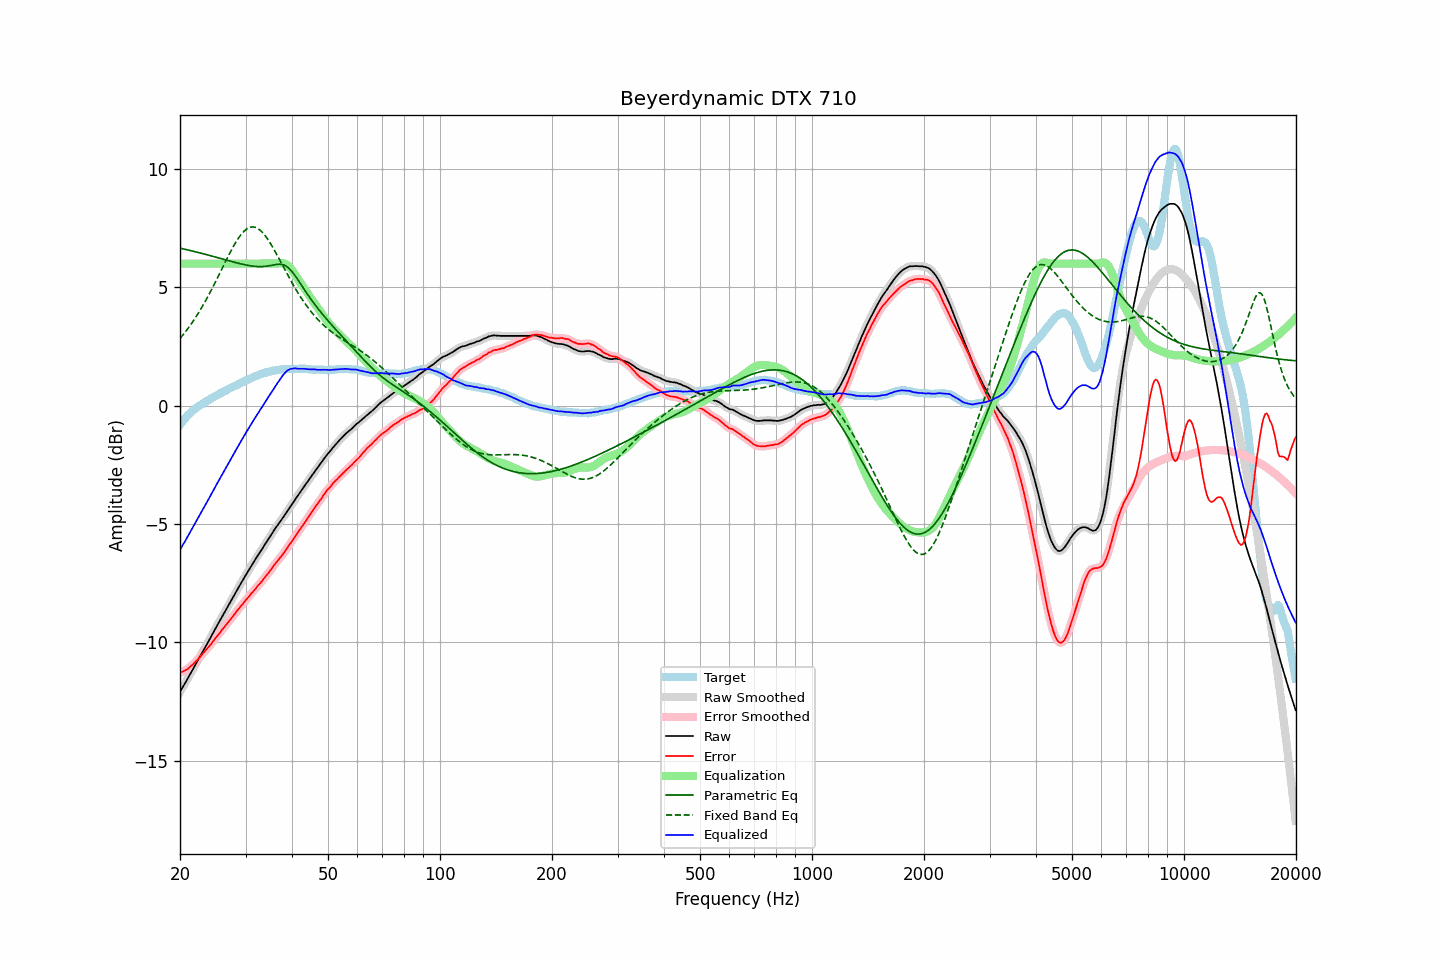 Beyerdynamic DTX 710
Amplitude (dBr)
10
5
0
−5
−10
−15
Target
Raw Smoothed
Error Smoothed
Raw
Error
Equalization
Parametric Eq
Fixed Band Eq
Equalized
20 50 100 200 500 1000 2000 5000 10000 20000
Frequency (Hz)